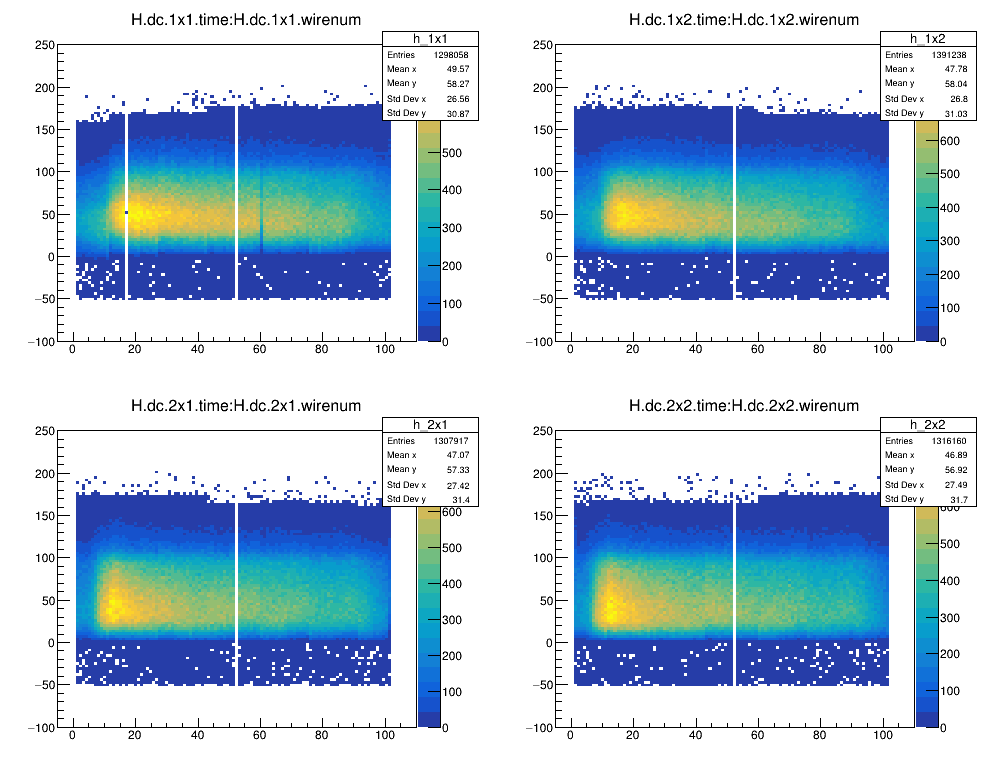 H.dc.1x1.time:H.dc.1x1.wirenum
h_1x1
Entries 1298058
Mean x 49.57
Mean y 58.27
Std Dev x 26.56
Std Dev y 30.87
250
200
150
100
50
0
−50
−100
0 20 40 60 80 100
500
400
300
200
100
0
H.dc.1x2.time:H.dc.1x2.wirenum
h_1x2
Entries 1391238
Mean x 47.78
Mean y 58.04
Std Dev x 26.8
Std Dev y 31.03
250
200
150
100
50
0
−50
−100
0 20 40 60 80 100
600
500
400
300
200
100
0
H.dc.2x1.time:H.dc.2x1.wirenum
h_2x1
Entries 1307917
Mean x 47.07
Mean y 57.33
Std Dev x 27.42
Std Dev y 31.4
250
200
150
100
50
0
−50
−100
0 20 40 60 80 100
600
500
400
300
200
100
0
H.dc.2x2.time:H.dc.2x2.wirenum
h_2x2
Entries 1316160
Mean x 46.89
Mean y 56.92
Std Dev x 27.49
Std Dev y 31.7
250
200
150
100
50
0
−50
−100
0 20 40 60 80 100
600
500
400
300
200
100
0